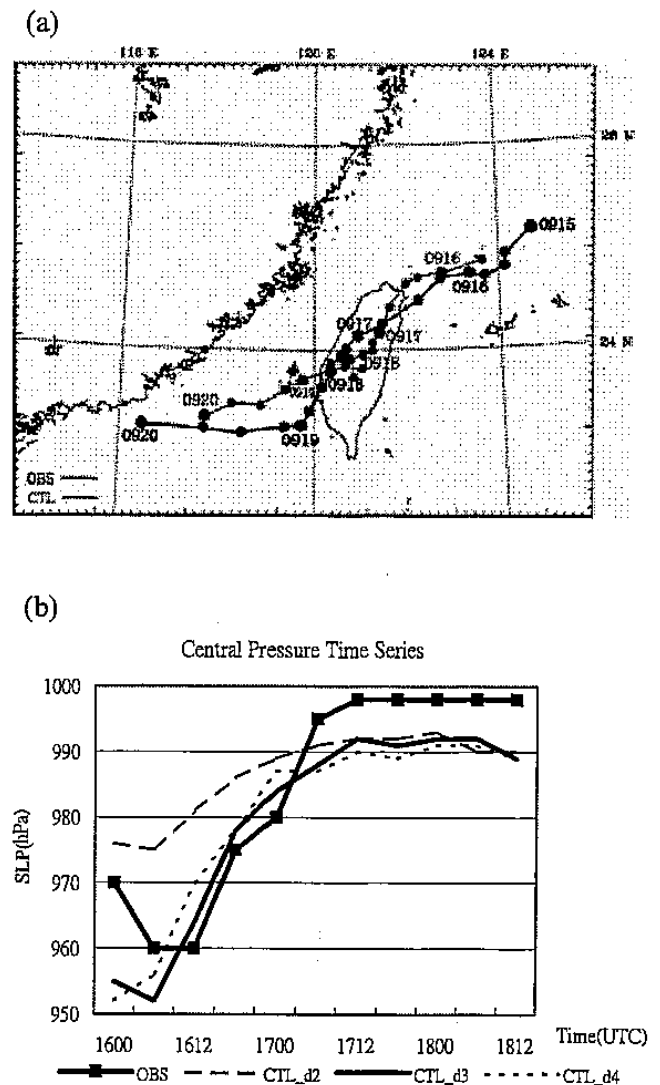 (a)
116 E 120 E 124 E
26 N
0915
0916
0916
0917
0917
24 N
0918
0918
0920
0919
0920
OBS
CTL
(b)
Central Pressure Time Series
1000
990
980
970
960
950
SLP(hPa)
1600 1612 1700 1712 1800 1812 Time(UTC)
OBS CTL_d2 CTL_d3 CTL_d4